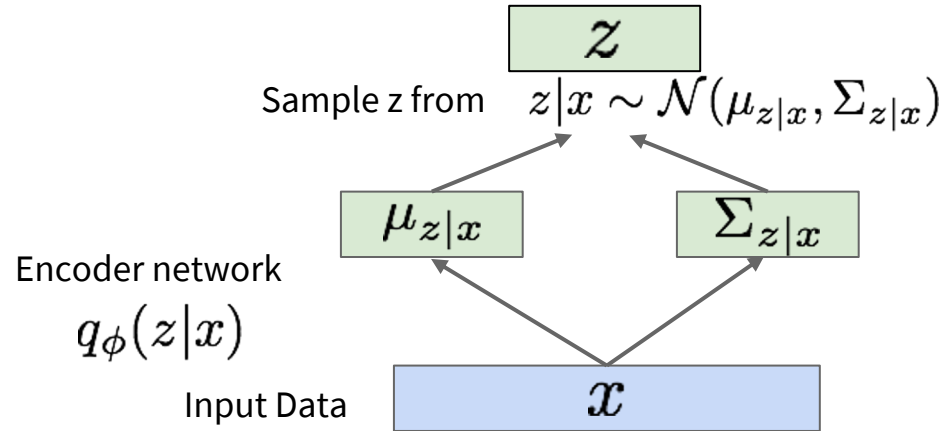 z
Sample z from z|x ∼ 𝒩(μ_{z|x}, Σ_{z|x})
μ_{z|x} Σ_{z|x}
Encoder network
q_ϕ(z|x)
Input Data x